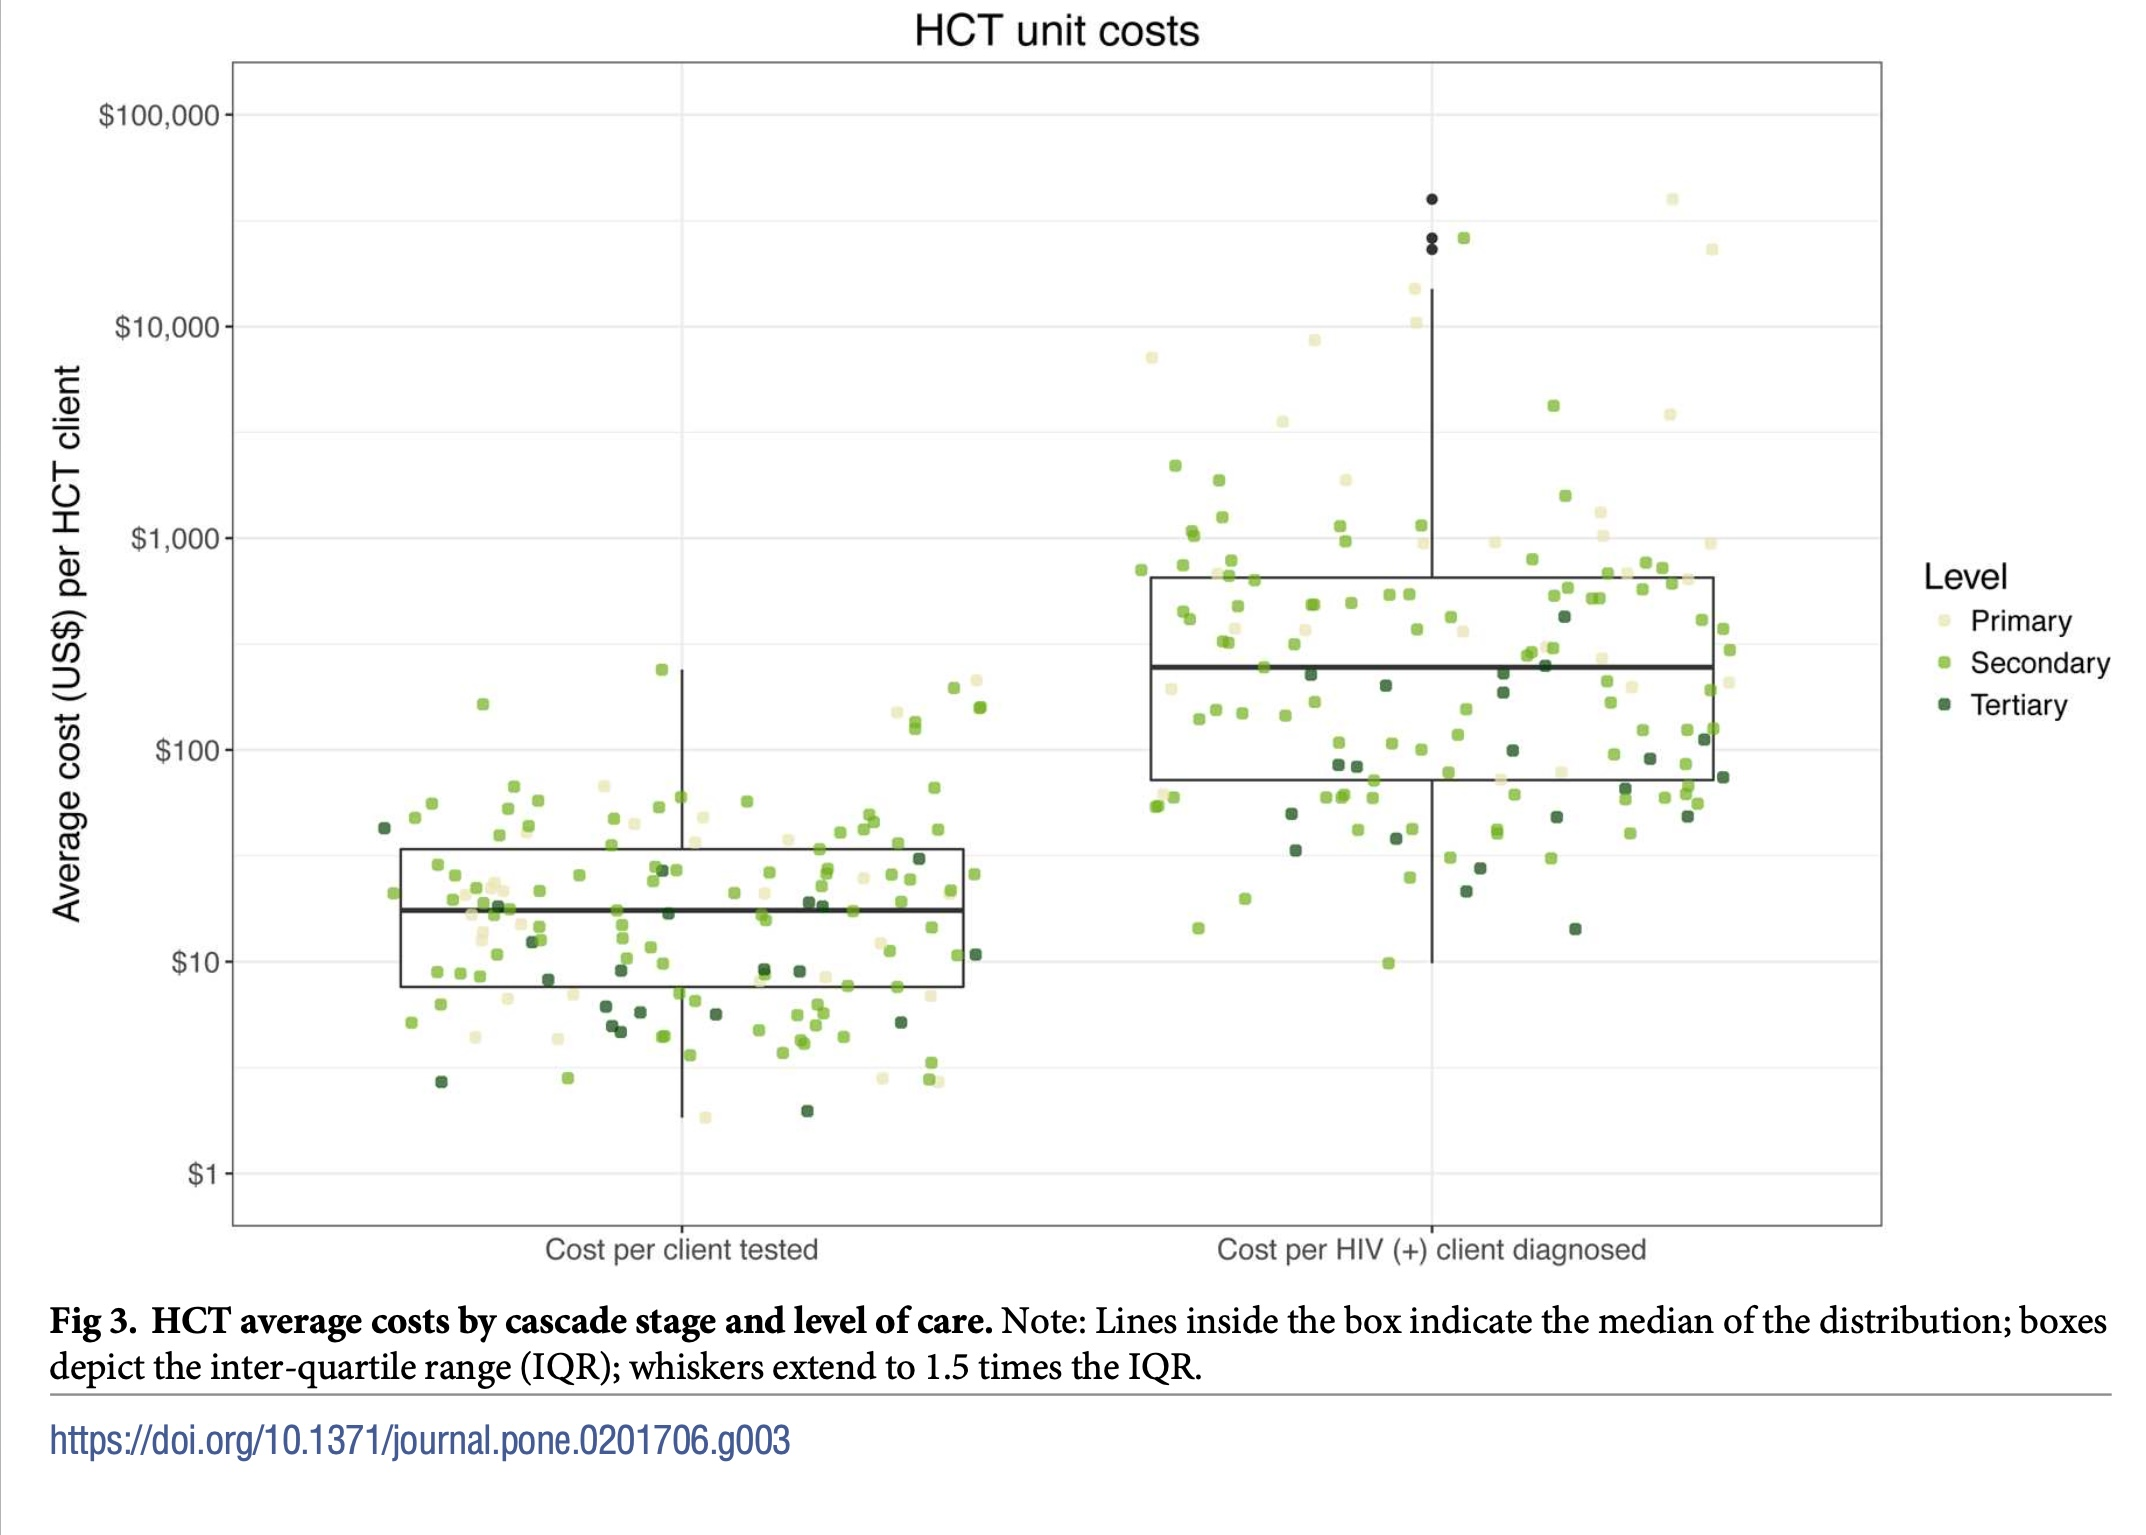 HCT unit costs
Average cost (US$) per HCT client
$100,000
$10,000
$1,000
$100
$10
$1
Cost per client tested
Cost per HIV (+) client diagnosed
Level
Primary
Secondary
Tertiary
Fig 3. HCT average costs by cascade stage and level of care. Note: Lines inside the box indicate the median of the distribution; boxes
depict the inter-quartile range (IQR); whiskers extend to 1.5 times the IQR.
https://doi.org/10.1371/journal.pone.0201706.g003